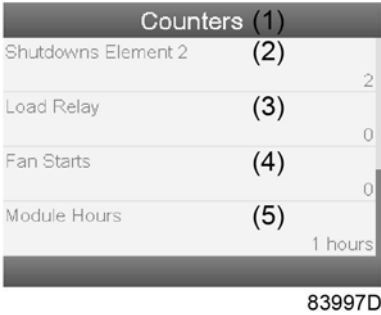 Counters (1)
Shutdowns Element 2 (2)
2
Load Relay (3)
0
Fan Starts (4)
0
Module Hours (5)
1 hours
83997D